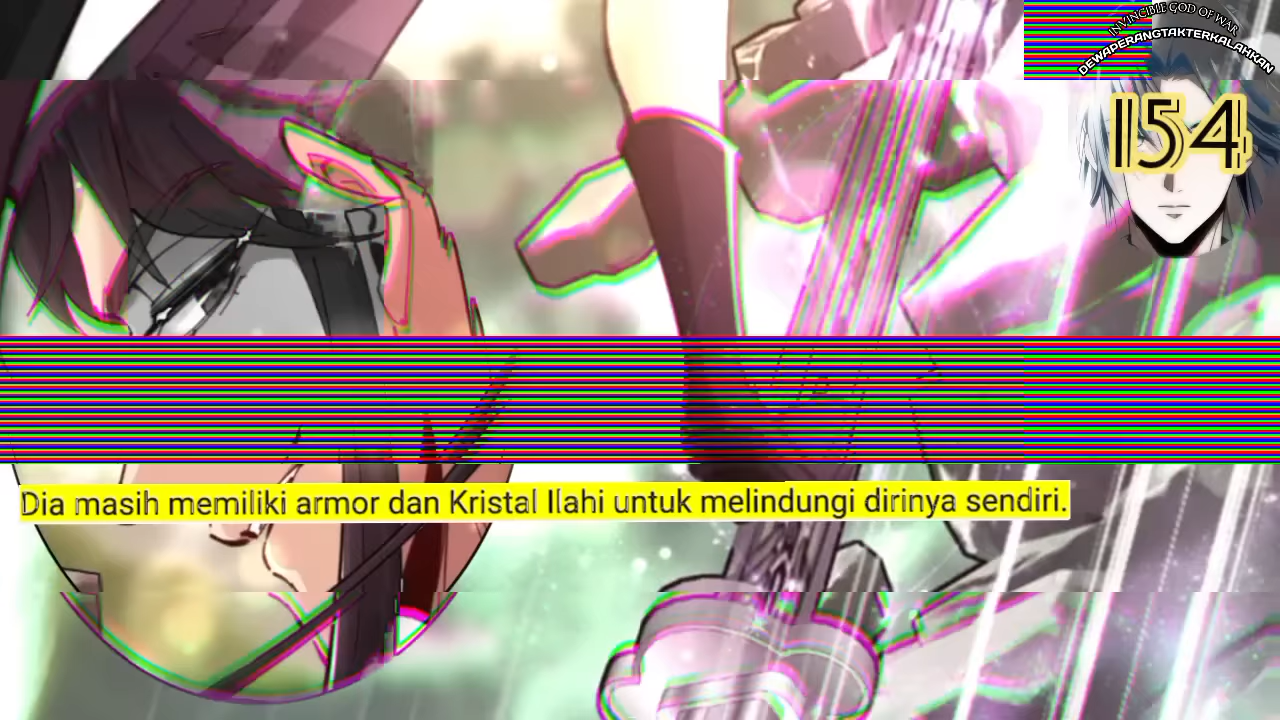 INVINCIBLE GOD OF WAR
DEWAPERANGTAKTERKALAHKAN
154
Dia masih memiliki armor dan Kristal Ilahi untuk melindungi dirinya sendiri.